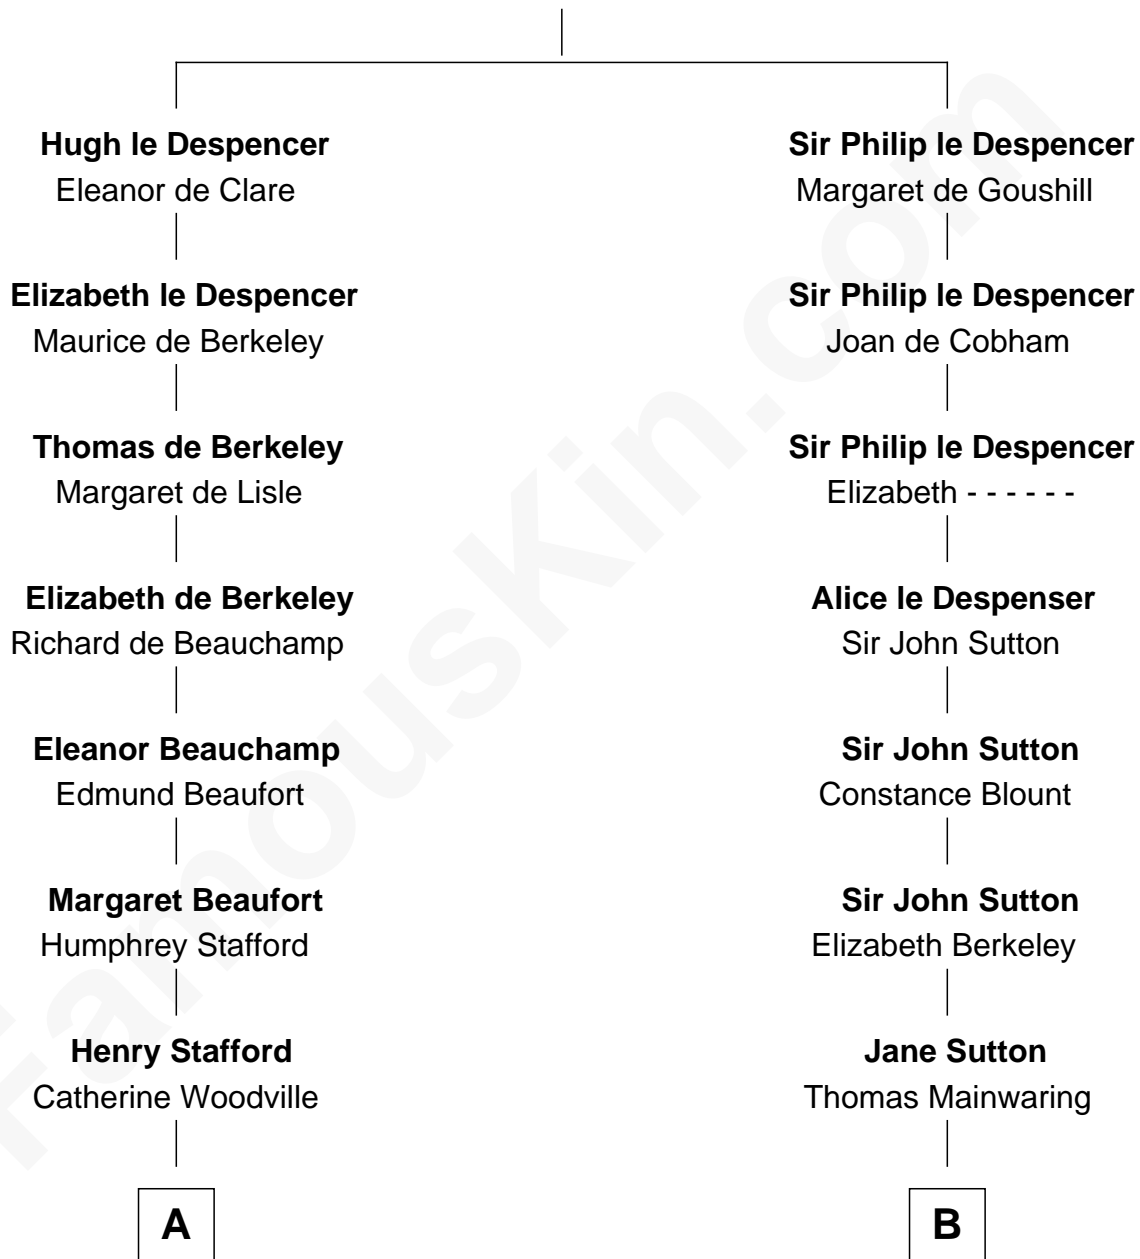 Hugh le Despencer
Eleanor de Clare
Elizabeth le Despencer
Maurice de Berkeley
Thomas de Berkeley
Margaret de Lisle
Elizabeth de Berkeley
Richard de Beauchamp
Eleanor Beauchamp
Edmund Beaufort
Margaret Beaufort
Humphrey Stafford
Henry Stafford
Catherine Woodville
A
Sir Philip le Despencer
Margaret de Goushill
Sir Philip le Despencer
Joan de Cobham
Sir Philip le Despencer
Elizabeth - - - - - -
Alice le Despenser
Sir John Sutton
Sir John Sutton
Constance Blount
Sir John Sutton
Elizabeth Berkeley
Jane Sutton
Thomas Mainwaring
B
FamousKin.com